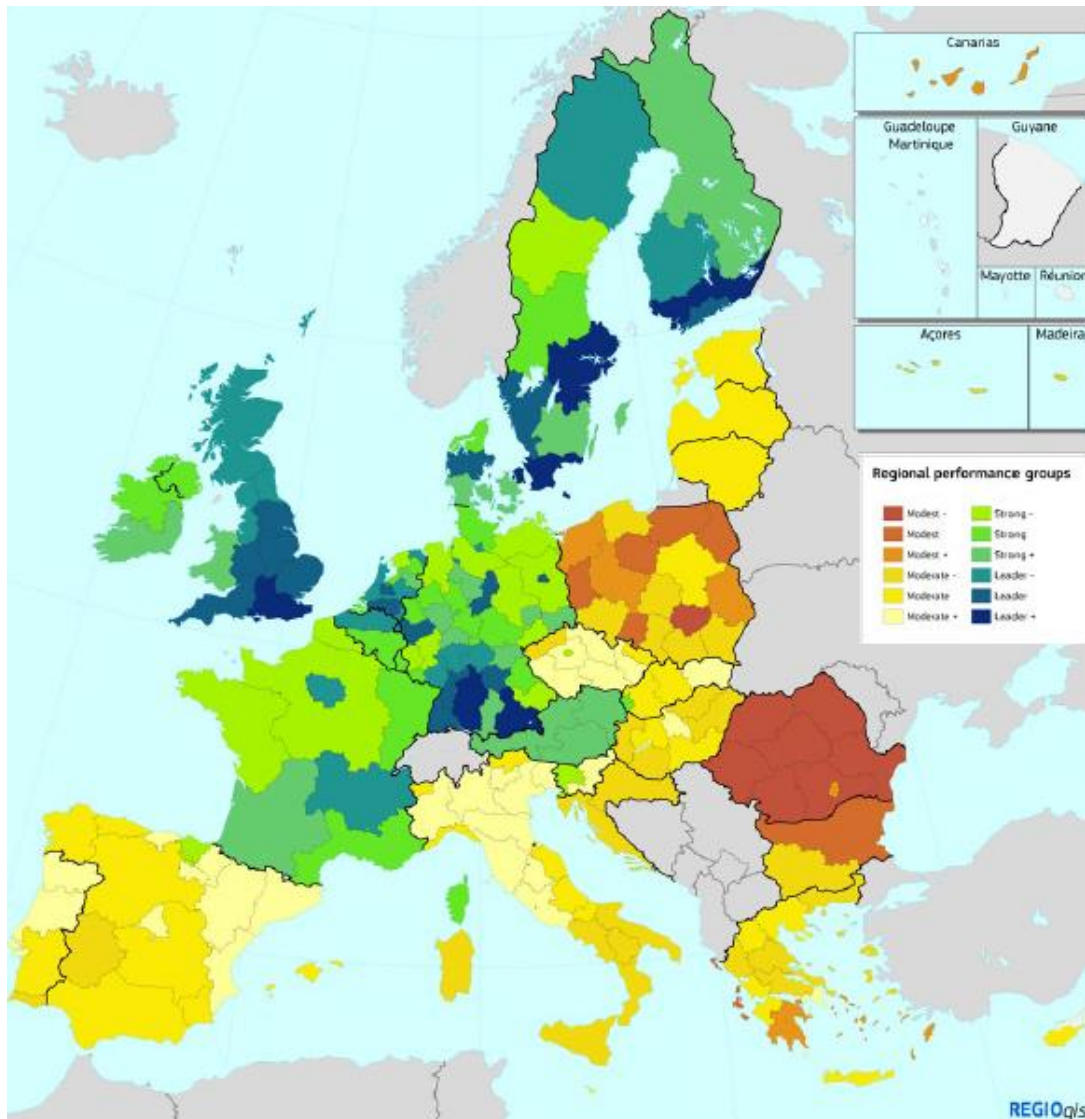 Canarias
Guadeloupe
Martinique
Guyane
Mayotte
Réunion
Açores
Madeira
Regional performance groups
Modest -
Modest
Modest +
Moderate -
Moderate
Moderate +
Strong -
Strong
Strong +
Leader -
Leader
Leader +
REGIOgis